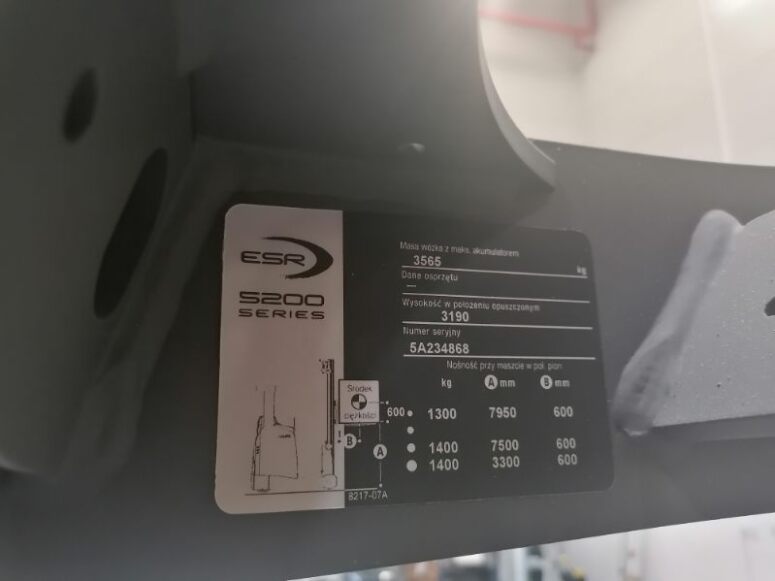 ESR
5200
SERIES
Masa wózka z maks. akumulatorem
3565 kg
Dane osprzętu
—
Wysokość w położeniu opuszczonym
3190
Numer seryjny
5A234868
Nośność przy maszcie w poł. pion.
kg A mm B mm
Środek
ciężkości
600 1300 7950 600
B
A
1400 7500 600
1400 3300 600
8217-07A